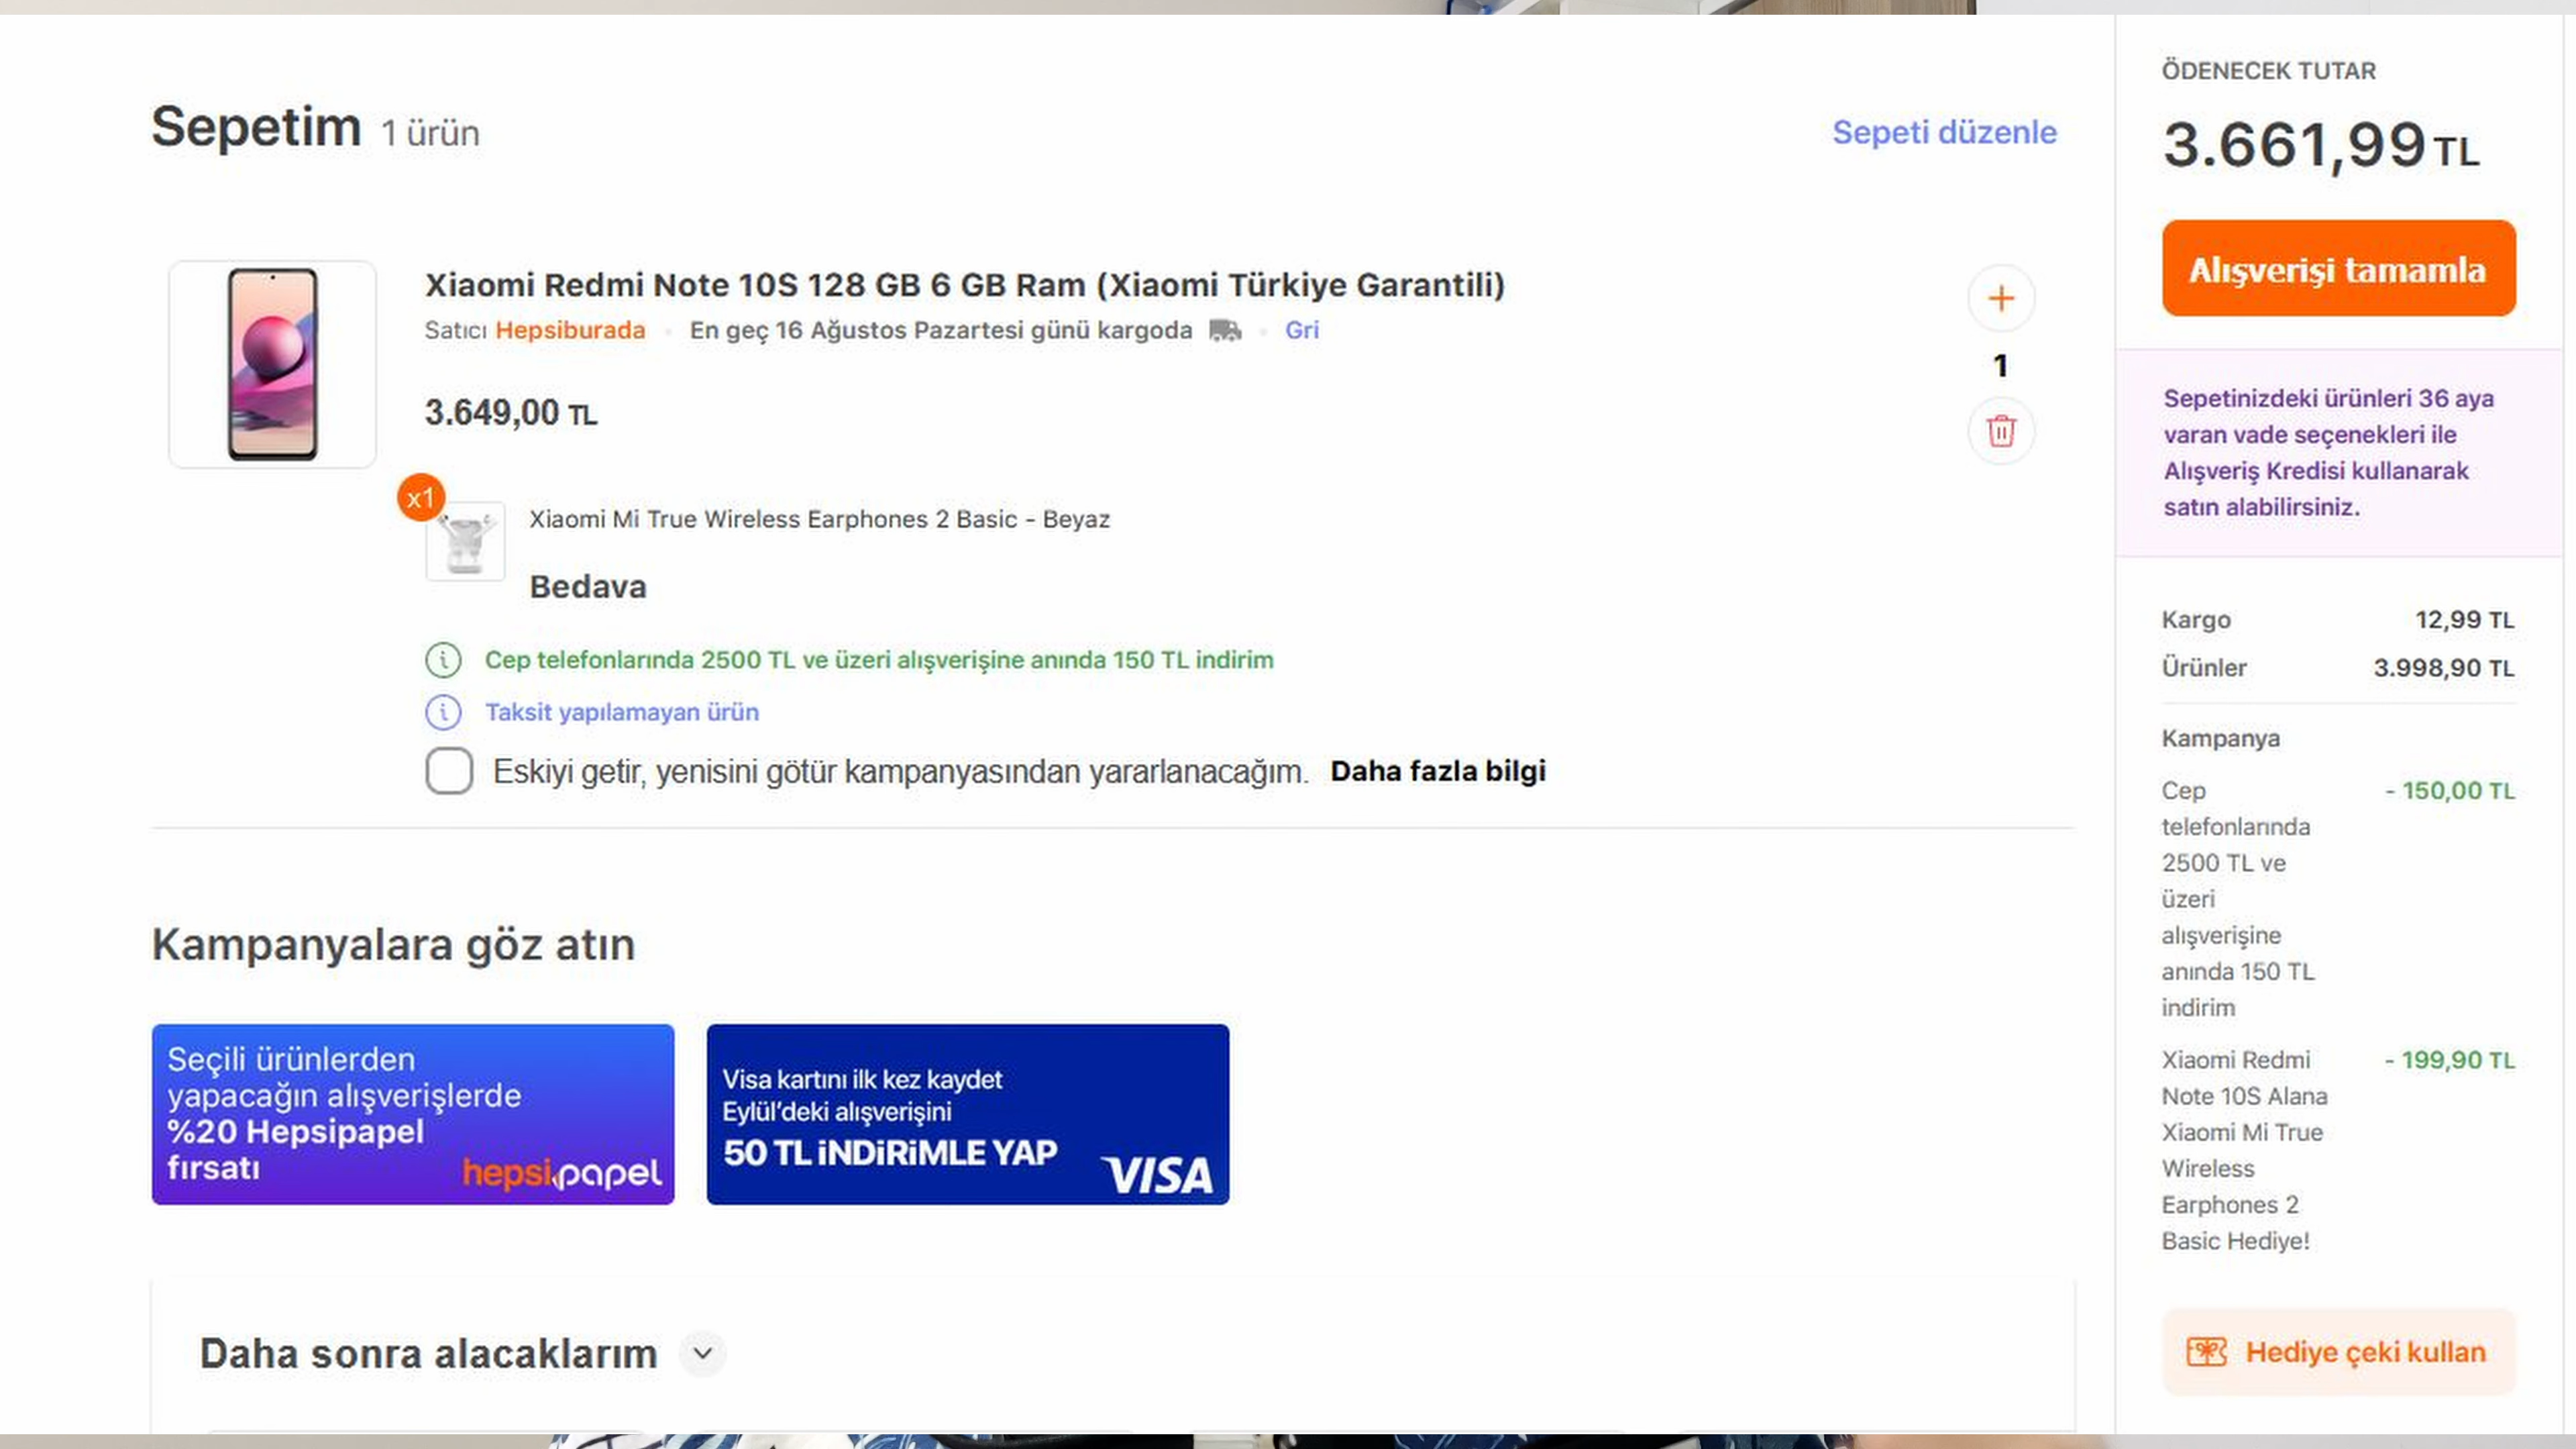 Sepetim 1 ürün
Sepeti düzenle
Xiaomi Redmi Note 10S 128 GB 6 GB Ram (Xiaomi Türkiye Garantili)
Satıcı Hepsiburada • En geç 16 Ağustos Pazartesi günü kargoda • Gri
3.649,00 TL
1
x1
Xiaomi Mi True Wireless Earphones 2 Basic - Beyaz
Bedava
Cep telefonlarında 2500 TL ve üzeri alışverişine anında 150 TL indirim
Taksit yapılamayan ürün
Eskiyi getir, yenisini götür kampanyasından yararlanacağım. Daha fazla bilgi
Kampanyalara göz atın
Seçili ürünlerden
yapacağın alışverişlerde
%20 Hepsipapel
fırsatı
hepsipapel
Visa kartını ilk kez kaydet
Eylül'deki alışverişini
50 TL iNDiRiMLE YAP
VISA
Daha sonra alacaklarım
ÖDENECEK TUTAR
3.661,99 TL
Alışverişi tamamla
Sepetinizdeki ürünleri 36 aya
varan vade seçenekleri ile
Alışveriş Kredisi kullanarak
satın alabilirsiniz.
Kargo 12,99 TL
Ürünler 3.998,90 TL
Kampanya
Cep - 150,00 TL
telefonlarında
2500 TL ve
üzeri
alışverişine
anında 150 TL
indirim
Xiaomi Redmi - 199,90 TL
Note 10S Alana
Xiaomi Mi True
Wireless
Earphones 2
Basic Hediye!
Hediye çeki kullan